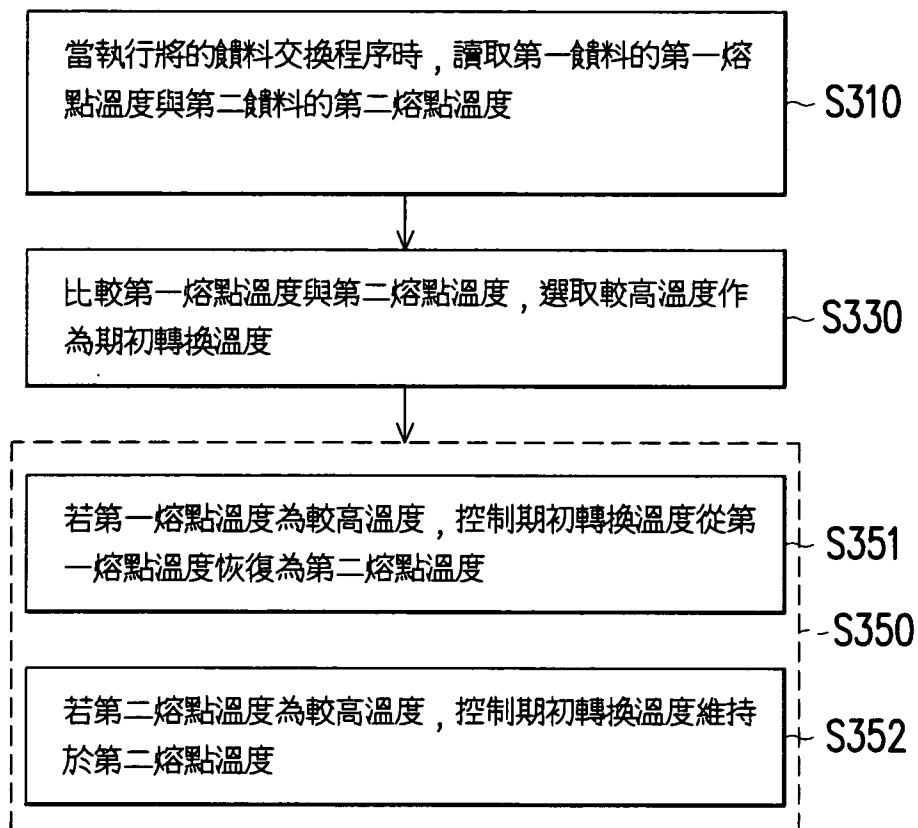 當執行將的饋料交換程序時，讀取第一饋料的第一熔
點溫度與第二饋料的第二熔點溫度
S310
比較第一熔點溫度與第二熔點溫度，選取較高溫度作
為期初轉換溫度
S330
若第一熔點溫度為較高溫度，控制期初轉換溫度從第
一熔點溫度恢復為第二熔點溫度
S351
S350
若第二熔點溫度為較高溫度，控制期初轉換溫度維持
於第二熔點溫度
S352